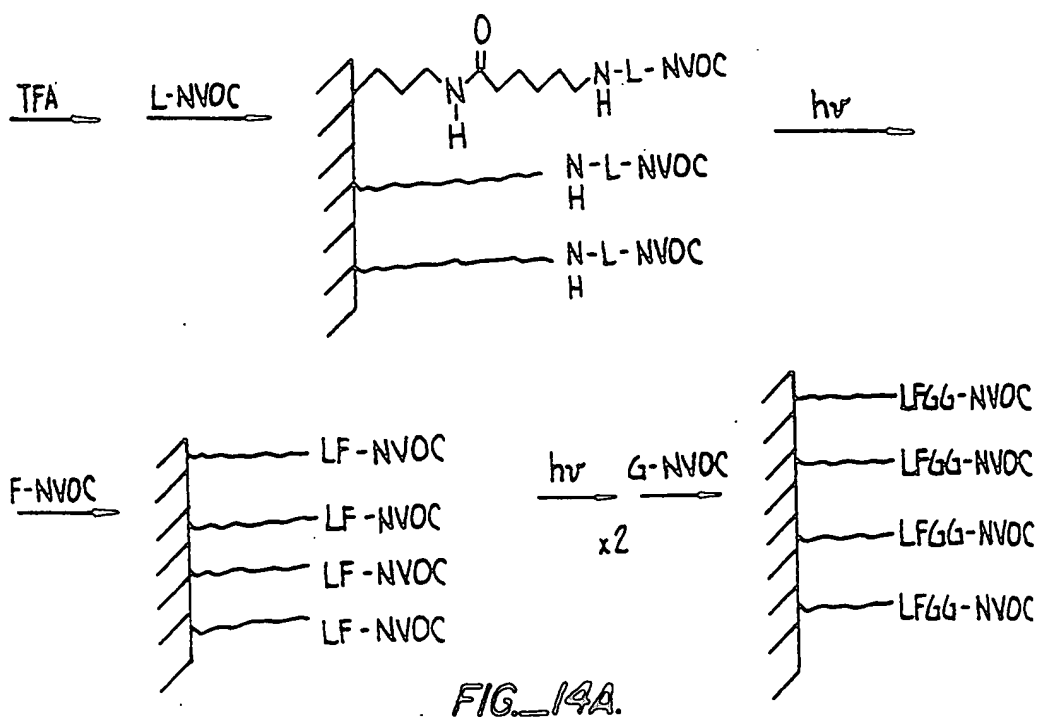 O
TFA
L-NVOC
N-L-NVOC
H
N
H
hν
N-L-NVOC
H
N-L-NVOC
H
F-NVOC
LF-NVOC
LF-NVOC
LF-NVOC
LF-NVOC
hν
x2
G-NVOC
LFGG-NVOC
LFGG-NVOC
LFGG-NVOC
LFGG-NVOC
FIG._14A.